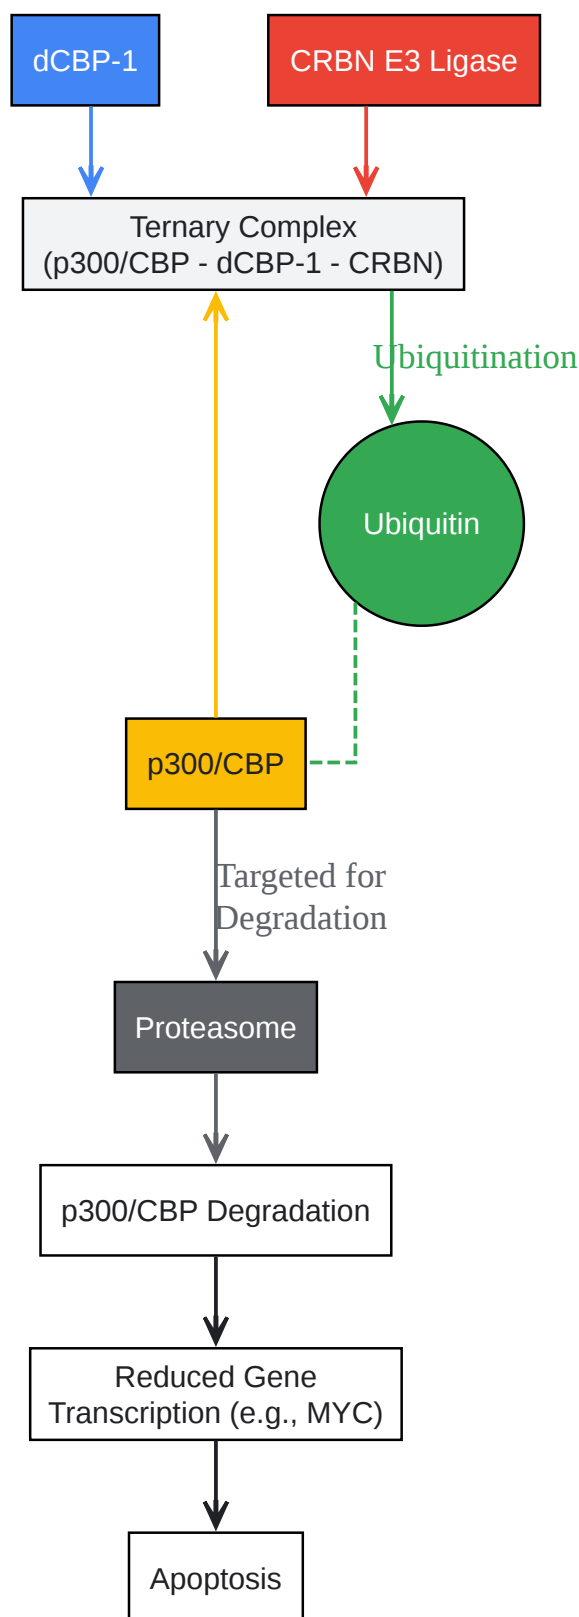 dCBP-1
CRBN E3 Ligase
Ternary Complex
(p300/CBP - dCBP-1 - CRBN)
Ubiquitination
Ubiquitin
p300/CBP
Targeted for
Degradation
Proteasome
p300/CBP Degradation
Reduced Gene
Transcription (e.g., MYC)
Apoptosis